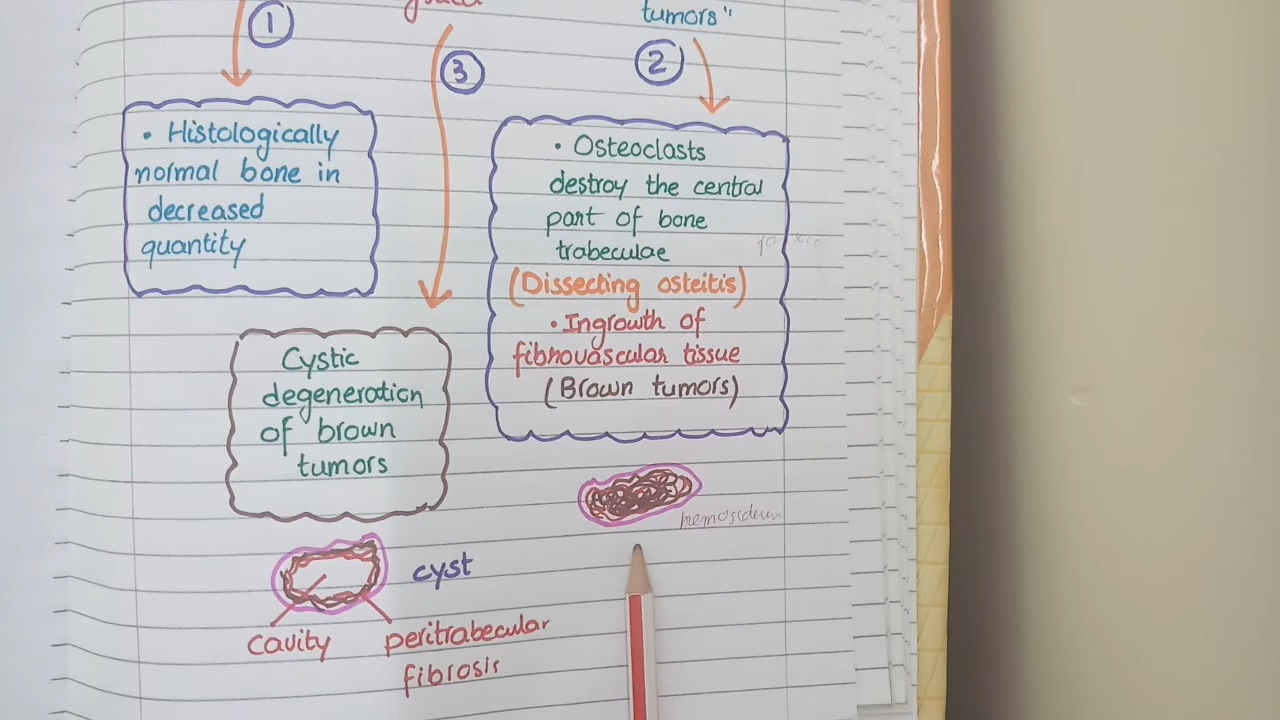 tumors"
1
3
2
• Histologically
normal bone in
decreased
quantity
• Osteoclasts
destroy the central
part of bone
trabeculae
(Dissecting osteitis)
• Ingrowth of
fibrovascular tissue
(Brown tumors)
Cystic
degeneration
of brown
tumors
cyst
cavity
peritrabecular
fibrosis